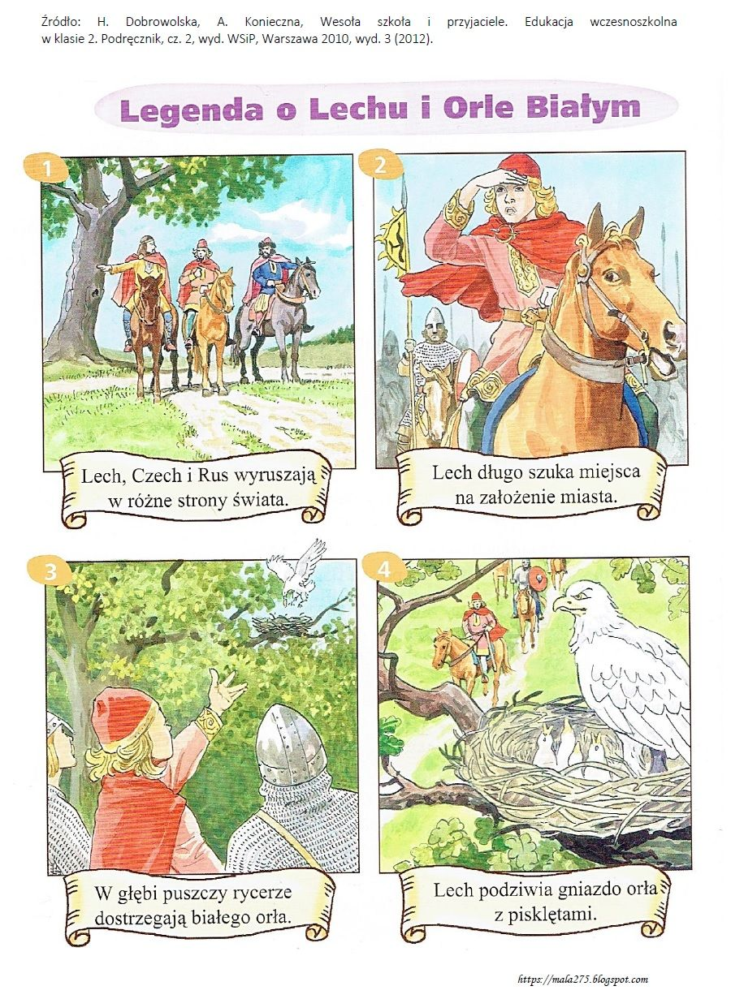 Źródło: H. Dobrowolska, A. Konieczna, Wesoła szkoła i przyjaciele. Edukacja wczesnoszkolna
w klasie 2. Podręcznik, cz. 2, wyd. WSiP, Warszawa 2010, wyd. 3 (2012).
Legenda o Lechu i Orle Białym
1
Lech, Czech i Rus wyruszają
w różne strony świata.
2
Lech długo szuka miejsca
na założenie miasta.
3
W głębi puszczy rycerze
dostrzegają białego orła.
4
Lech podziwia gniazdo orła
z pisklętami.
https://mala275.blogspot.com